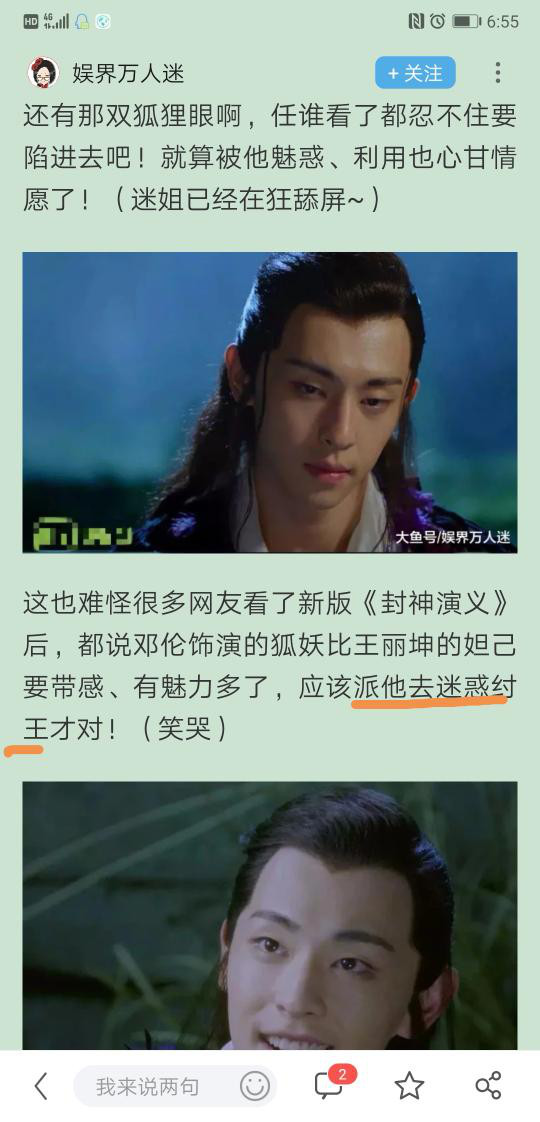 HD 4G 6:55
娱界万人迷
+ 关注
还有那双狐狸眼啊，任谁看了都忍不住要
陷进去吧！就算被他魅惑、利用也心甘情
愿了！（迷姐已经在狂舔屏~）
大鱼号/娱界万人迷
这也难怪很多网友看了新版《封神演义》
后，都说邓伦饰演的狐妖比王丽坤的妲己
要带感、有魅力多了，应该派他去迷惑纣
王才对！（笑哭）
我来说两句
2